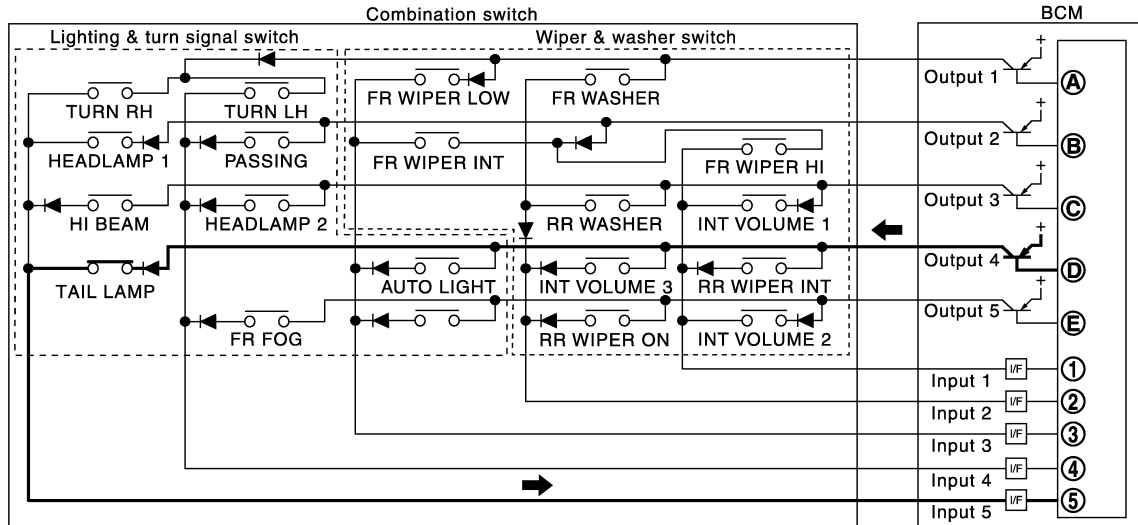 Combination switch
BCM
Lighting & turn signal switch
Wiper & washer switch
+
Output 1
A
TURN RH
TURN LH
FR WIPER LOW
FR WASHER
+
Output 2
B
HEADLAMP 1
PASSING
FR WIPER INT
FR WIPER HI
+
Output 3
C
HI BEAM
HEADLAMP 2
RR WASHER
INT VOLUME 1
+
Output 4
D
TAIL LAMP
AUTO LIGHT
INT VOLUME 3
RR WIPER INT
+
Output 5
E
FR FOG
RR WIPER ON
INT VOLUME 2
Input 1
I/F
1
Input 2
I/F
2
Input 3
I/F
3
Input 4
I/F
4
Input 5
I/F
5